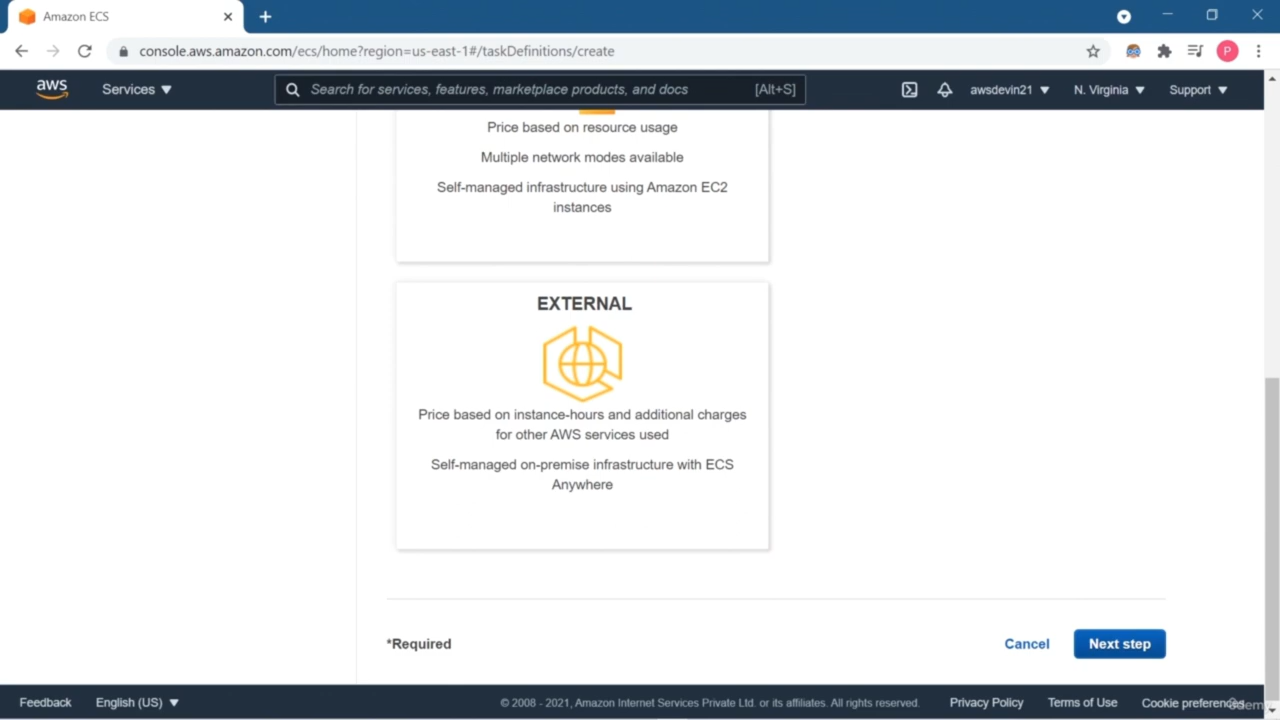 Amazon ECS
console.aws.amazon.com/ecs/home?region=us-east-1#/taskDefinitions/create
P
aws
Services
Search for services, features, marketplace products, and docs
[Alt+S]
awsdevin21
N. Virginia
Support
Price based on resource usage
Multiple network modes available
Self-managed infrastructure using Amazon EC2
instances
EXTERNAL
Price based on instance-hours and additional charges
for other AWS services used
Self-managed on-premise infrastructure with ECS
Anywhere
*Required
Cancel
Next step
Feedback
English (US)
© 2008 - 2021, Amazon Internet Services Private Ltd. or its affiliates. All rights reserved.
Privacy Policy
Terms of Use
Cookie preferences